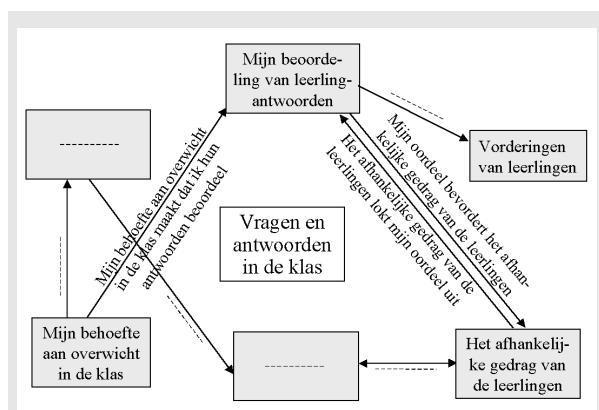 Mijn beoorde-
ling van leerling-
antwoorden
Mijn behoefte aan overwicht
in de klas maakt dat ik hun
antwoorden beoordeel
Mijn oordeel bevordert het afhan-
kelijke gedrag van de leerlingen
Het afhankelijke gedrag van de
leerlingen lokt mijn oordeel uit
Vorderingen
van leerlingen
Vragen en
antwoorden
in de klas
Mijn behoefte
aan overwicht
in de klas
Het afhankelij-
ke gedrag van
de leerlingen